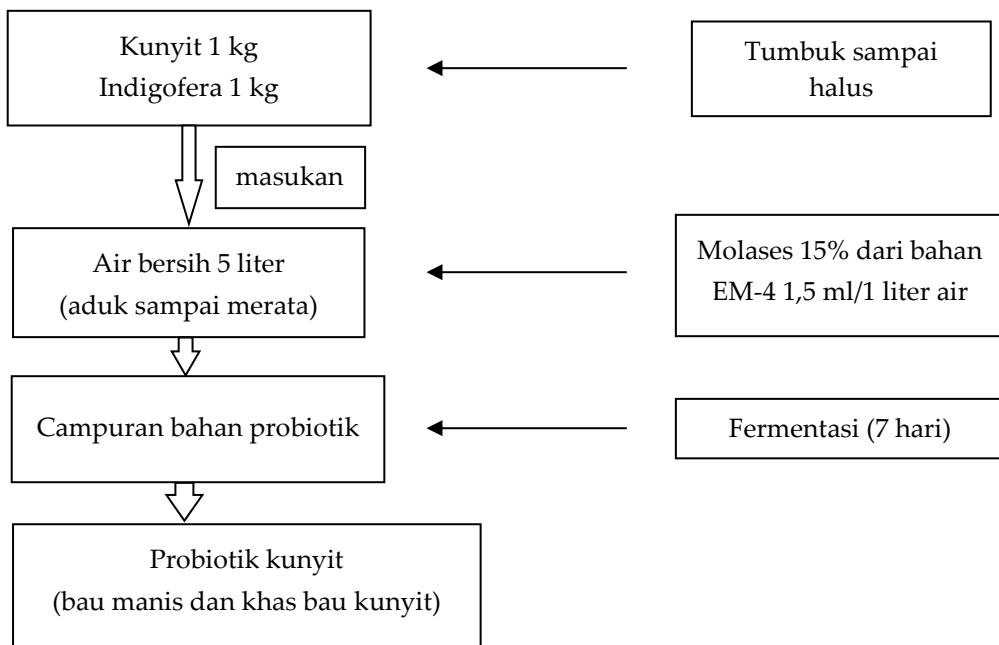 Kunyit 1 kg
Indigofera 1 kg
Tumbuk sampai
halus
masukan
Air bersih 5 liter
(aduk sampai merata)
Molases 15% dari bahan
EM-4 1,5 ml/1 liter air
Campuran bahan probiotik
Fermentasi (7 hari)
Probiotik kunyit
(bau manis dan khas bau kunyit)